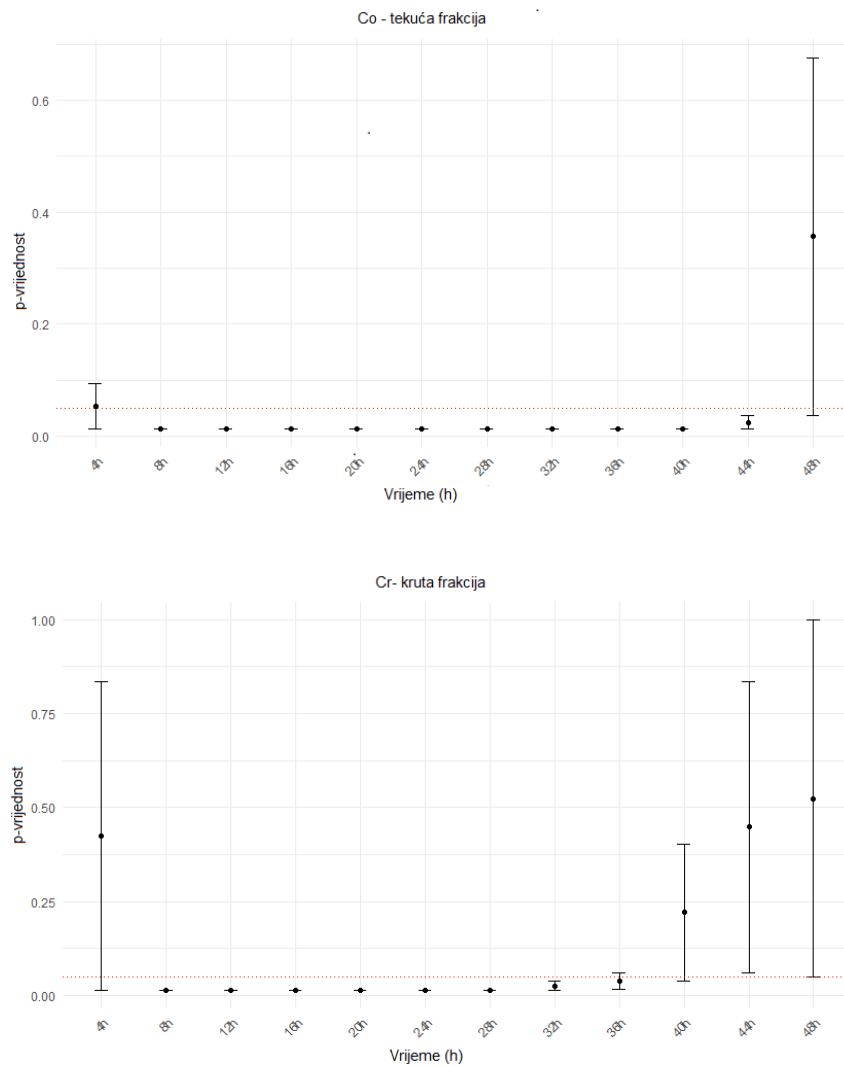 Co - tekuća frakcija
p-vrijednost
0.6
0.4
0.2
0.0
4h 8h 12h 16h 20h 24h 28h 32h 36h 40h 44h 48h
Vrijeme (h)
Cr- kruta frakcija
p-vrijednost
1.00
0.75
0.50
0.25
0.00
4h 8h 12h 16h 20h 24h 28h 32h 36h 40h 44h 48h
Vrijeme (h)